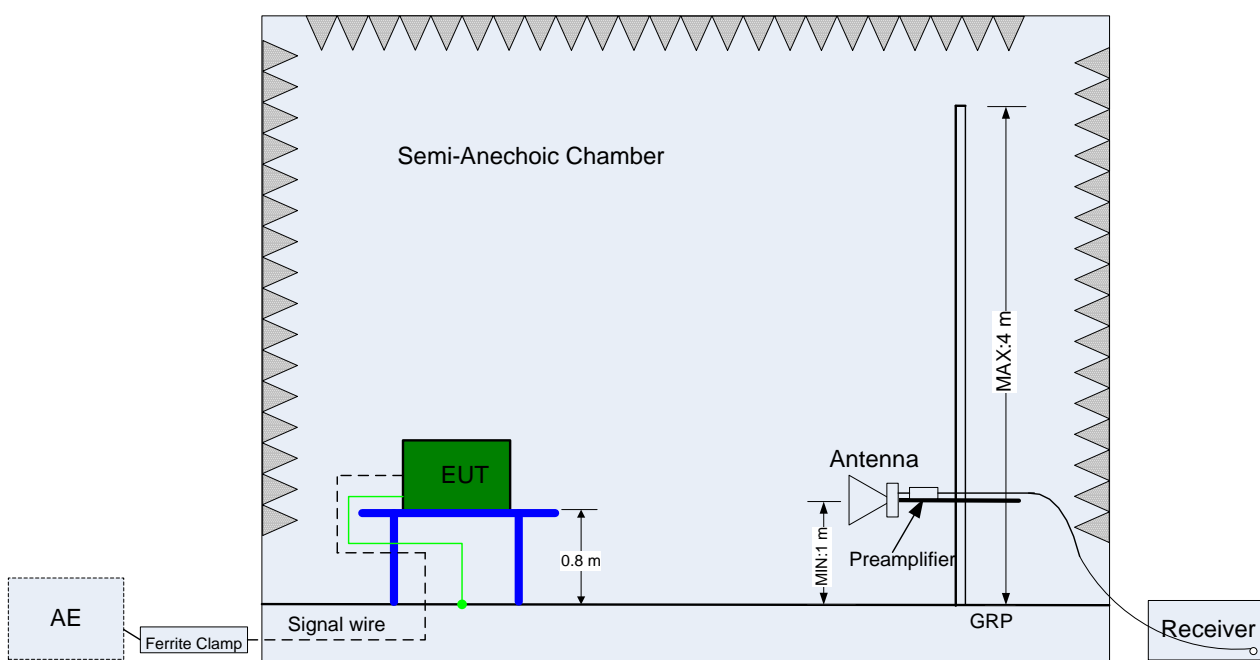 Semi-Anechoic Chamber
MAX:4 m
EUT
Antenna
Preamplifier
MIN:1 m
0.8 m
AE
Ferrite Clamp
Signal wire
GRP
Receiver